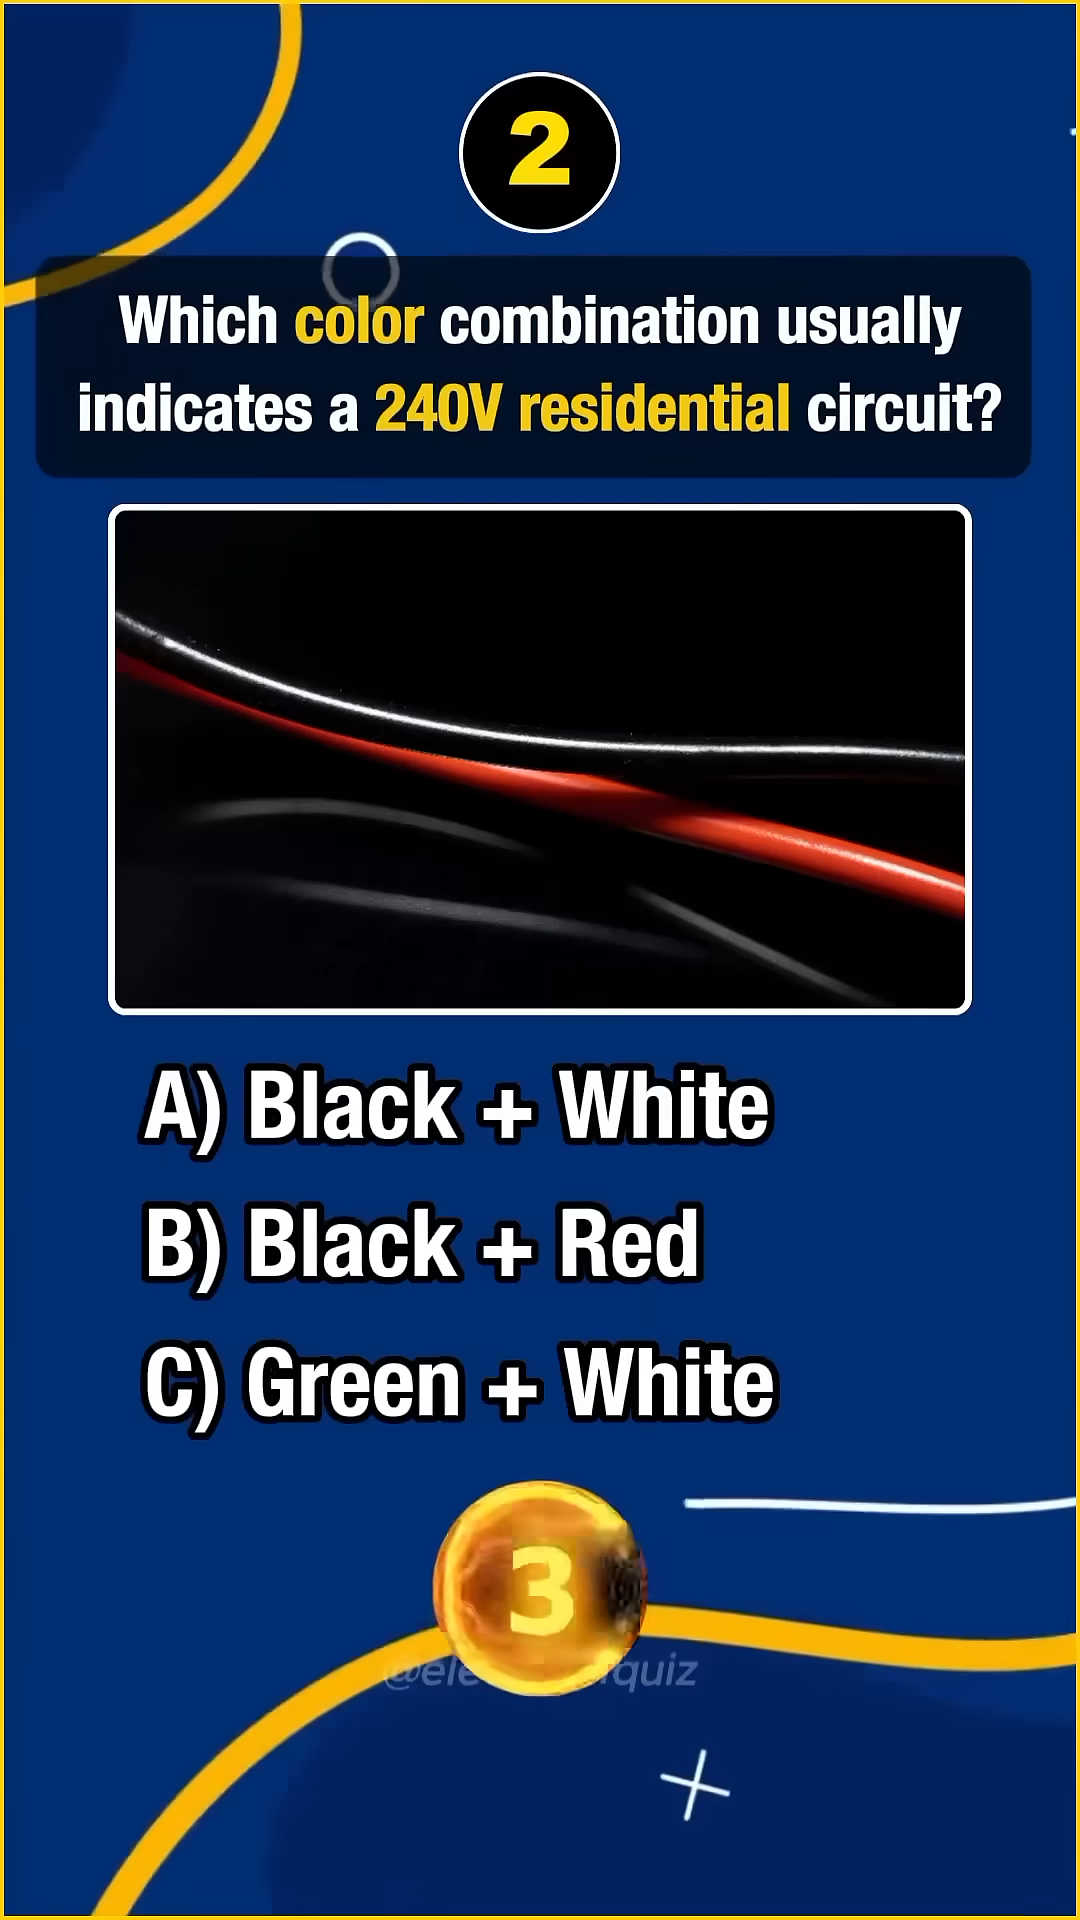 2
Which color combination usually
indicates a 240V residential circuit?
A) Black + White
B) Black + Red
C) Green + White
3